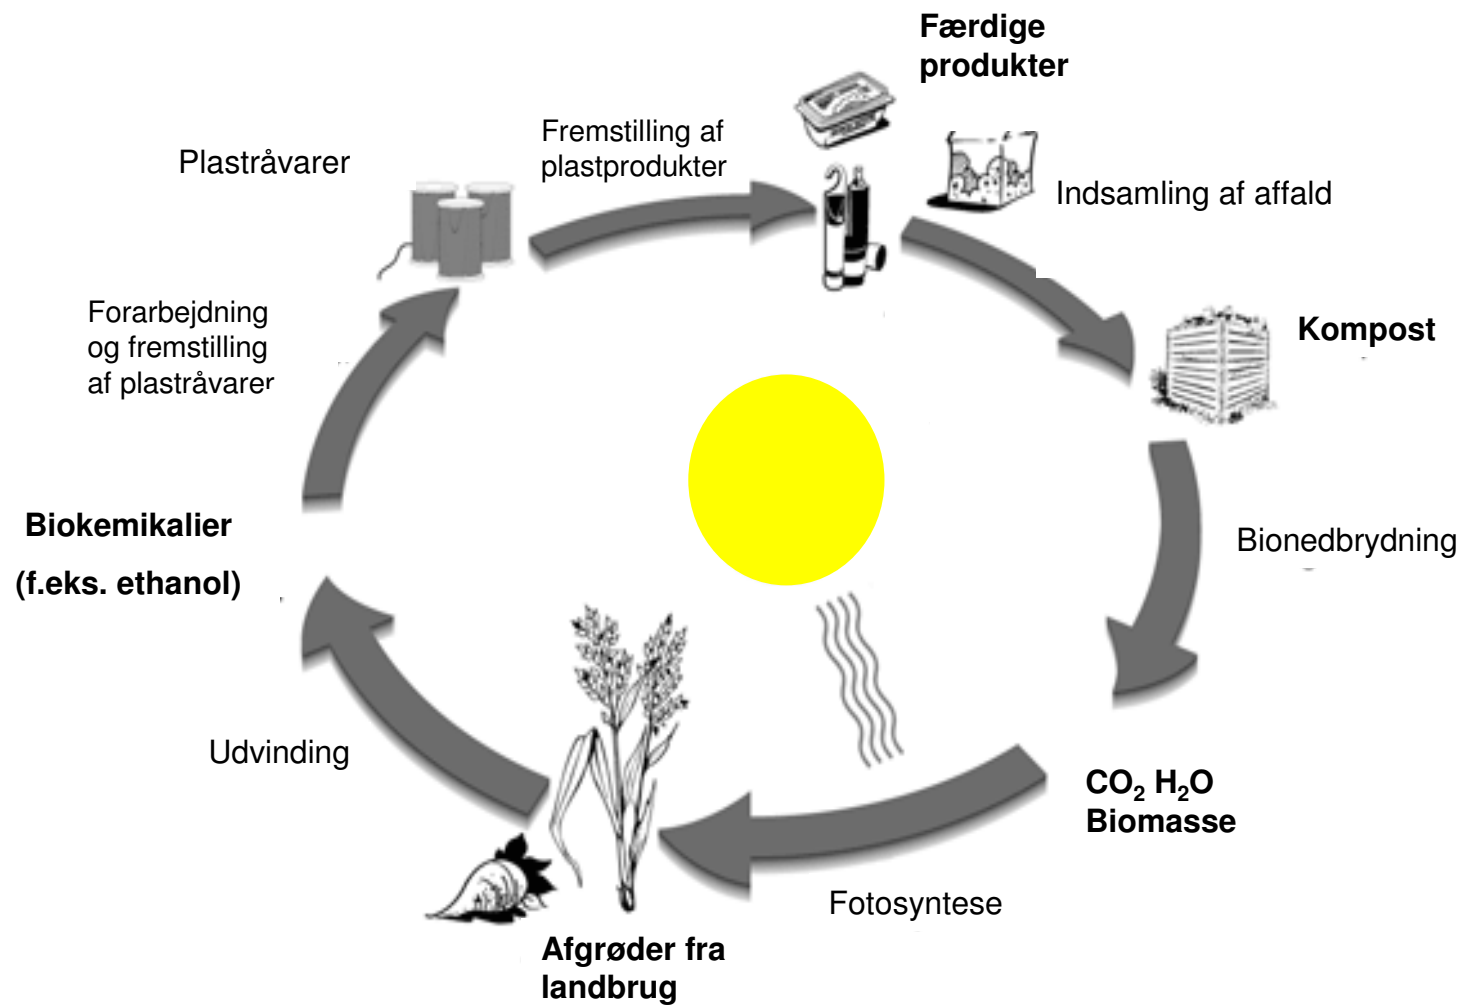 Færdige
produkter
Fremstilling af
plastprodukter
Plastråvarer
Indsamling af affald
Forarbejdning
og fremstilling
af plastråvarer
Kompost
Biokemikalier
(f.eks. ethanol)
Bionedbrydning
Udvinding
CO₂ H₂O
Biomasse
Fotosyntese
Afgrøder fra
landbrug